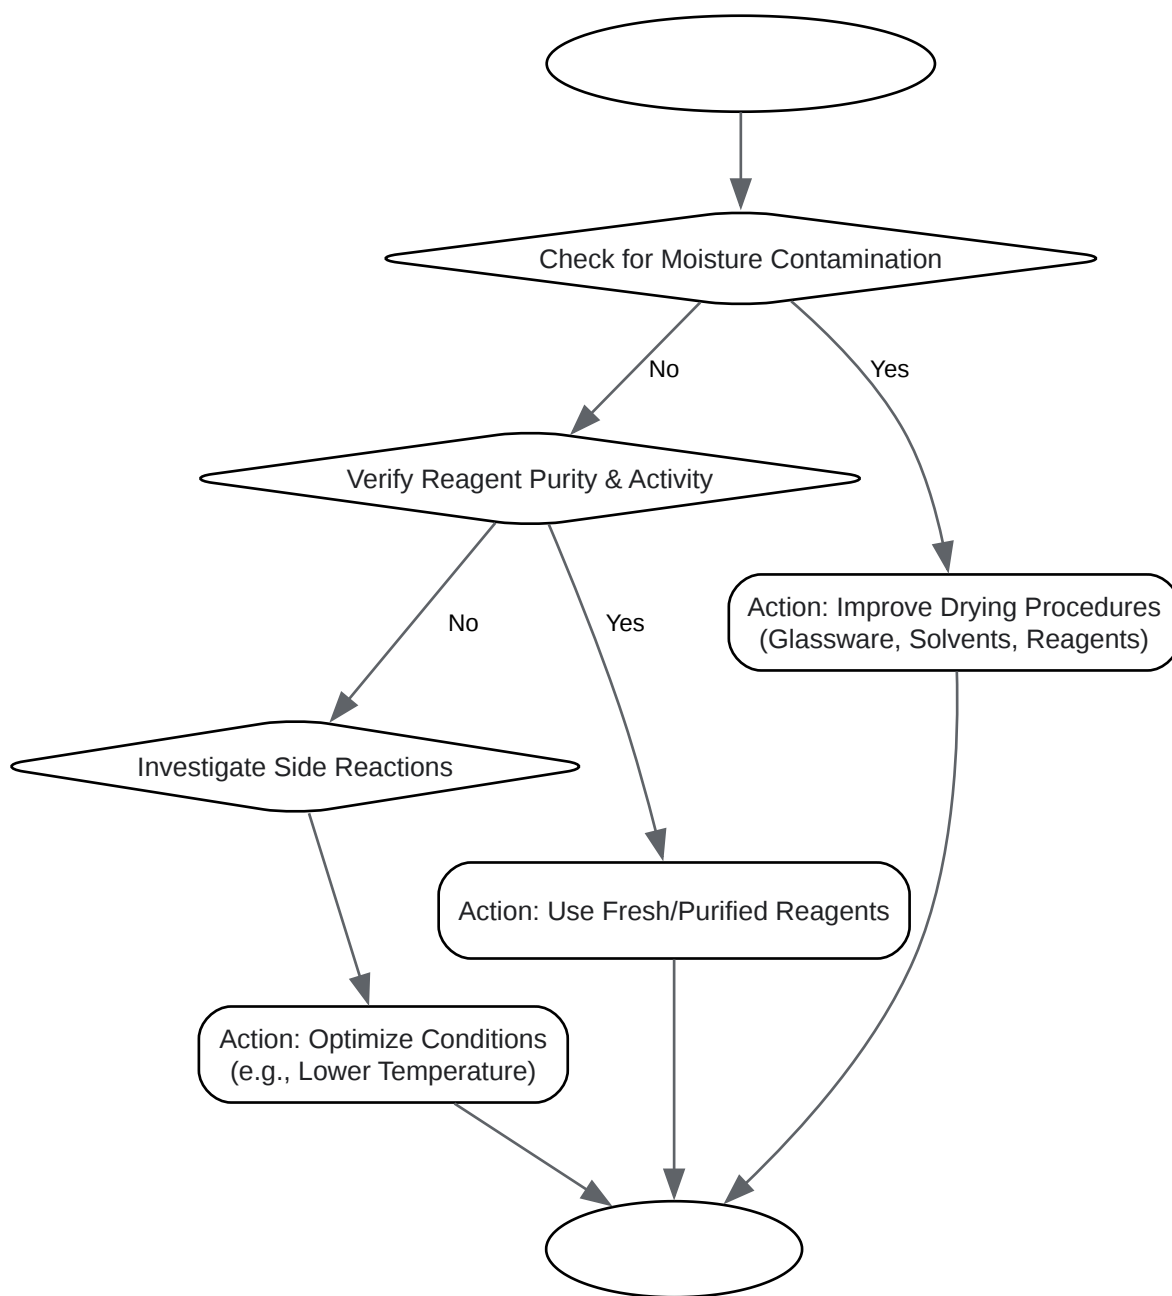 Check for Moisture Contamination
No
Yes
Verify Reagent Purity & Activity
No
Yes
Action: Improve Drying Procedures
(Glassware, Solvents, Reagents)
Investigate Side Reactions
Action: Use Fresh/Purified Reagents
Action: Optimize Conditions
(e.g., Lower Temperature)